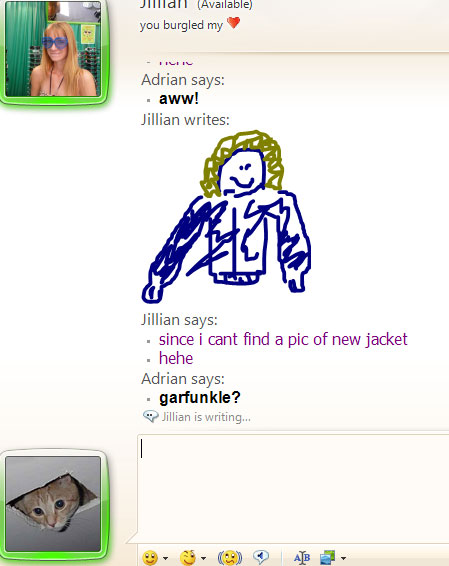 Jillian (Available)
you burgled my
hehe
Adrian says:
aww!
Jillian writes:
Jillian says:
since i cant find a pic of new jacket
hehe
Adrian says:
garfunkle?
Jillian is writing...